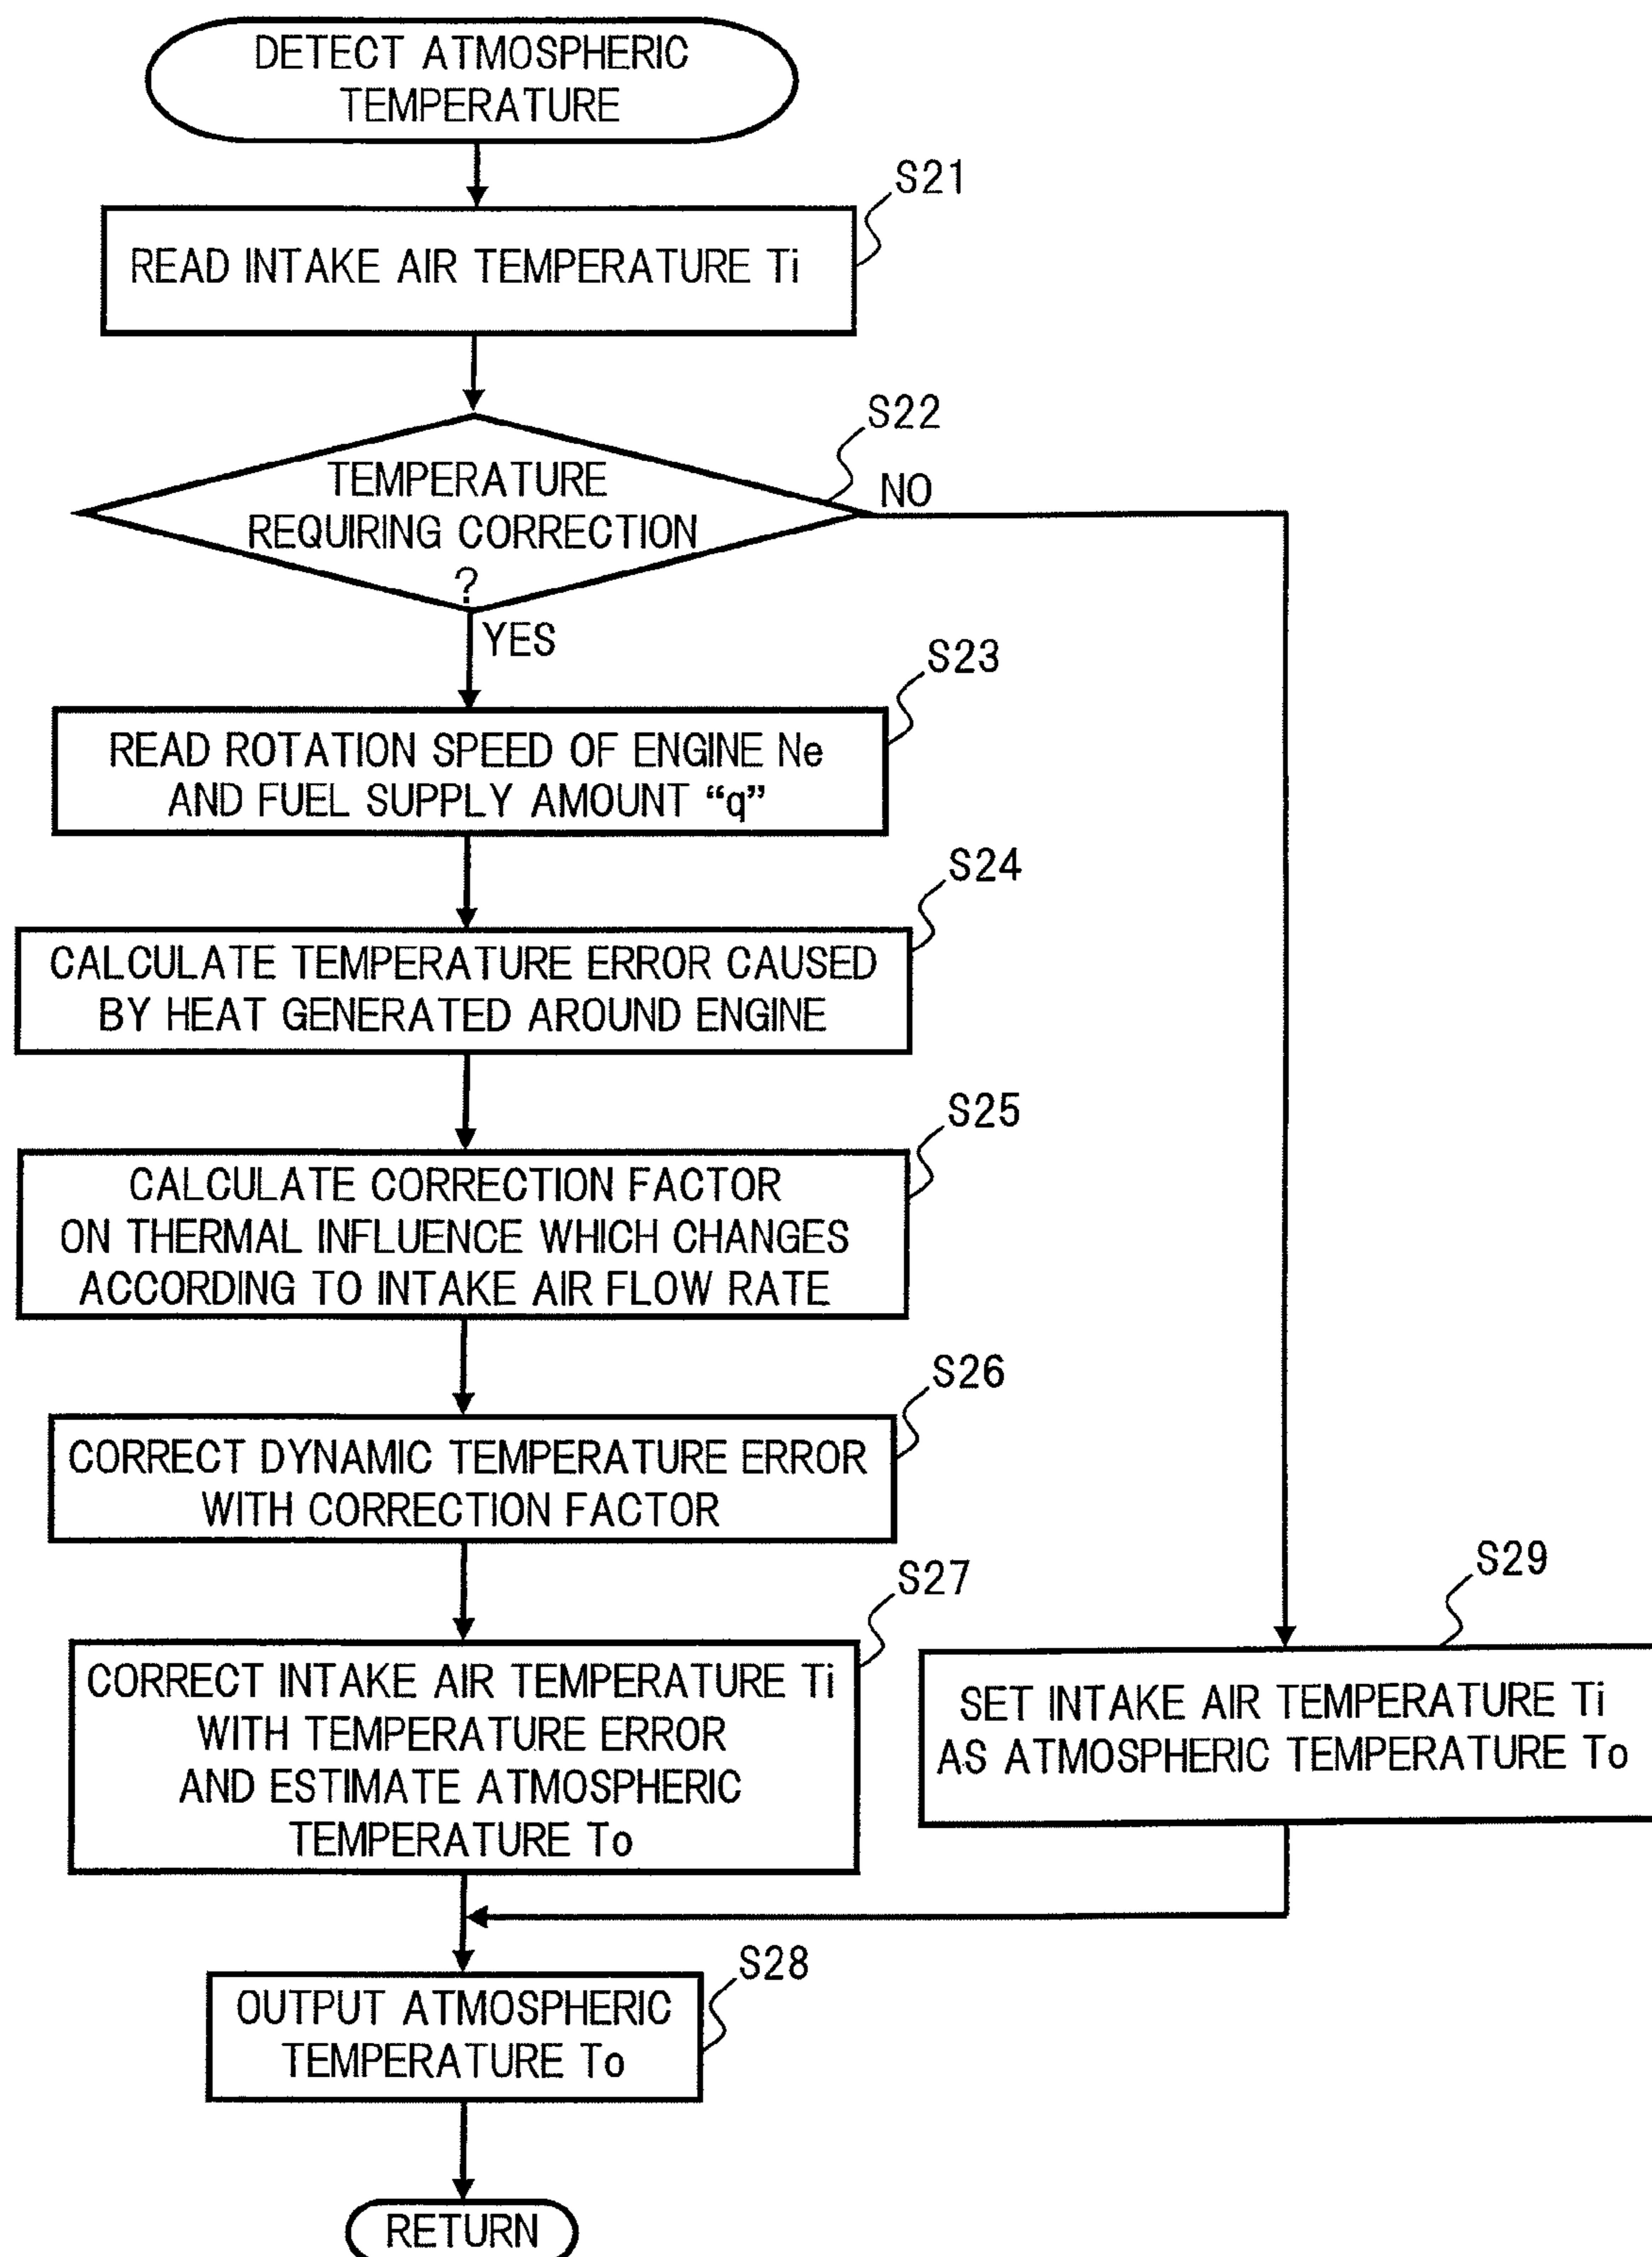 DETECT ATMOSPHERIC
TEMPERATURE
S21
READ INTAKE AIR TEMPERATURE Ti
S22
TEMPERATURE
REQUIRING CORRECTION
?
NO
YES
S23
READ ROTATION SPEED OF ENGINE Ne
AND FUEL SUPPLY AMOUNT “q”
S24
CALCULATE TEMPERATURE ERROR CAUSED
BY HEAT GENERATED AROUND ENGINE
S25
CALCULATE CORRECTION FACTOR
ON THERMAL INFLUENCE WHICH CHANGES
ACCORDING TO INTAKE AIR FLOW RATE
S26
CORRECT DYNAMIC TEMPERATURE ERROR
WITH CORRECTION FACTOR
S27
CORRECT INTAKE AIR TEMPERATURE Ti
WITH TEMPERATURE ERROR
AND ESTIMATE ATMOSPHERIC
TEMPERATURE To
S29
SET INTAKE AIR TEMPERATURE Ti
AS ATMOSPHERIC TEMPERATURE To
S28
OUTPUT ATMOSPHERIC
TEMPERATURE To
RETURN